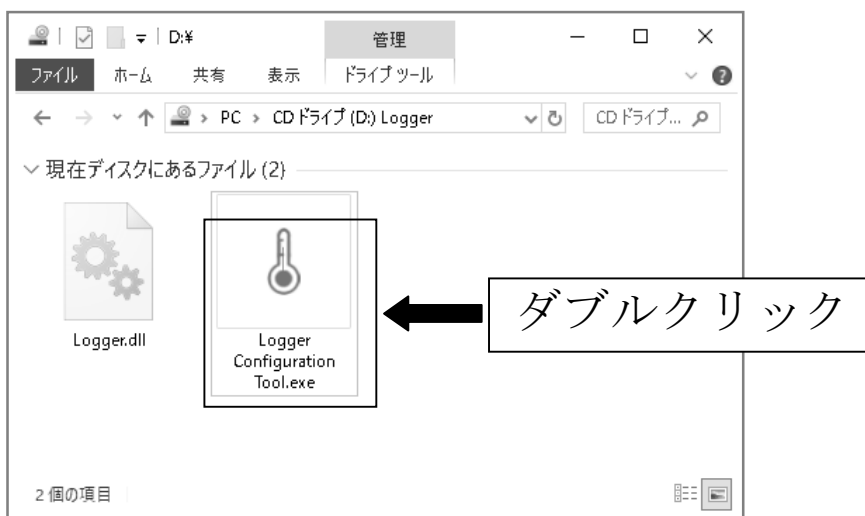 D:¥
管理
ファイル ホーム 共有 表示 ドライブ ツール
PC › CD ドライブ (D:) Logger
CD ドライブ...
現在ディスクにあるファイル (2)
Logger.dll
Logger
Configuration
Tool.exe
ダブルクリック
2 個の項目